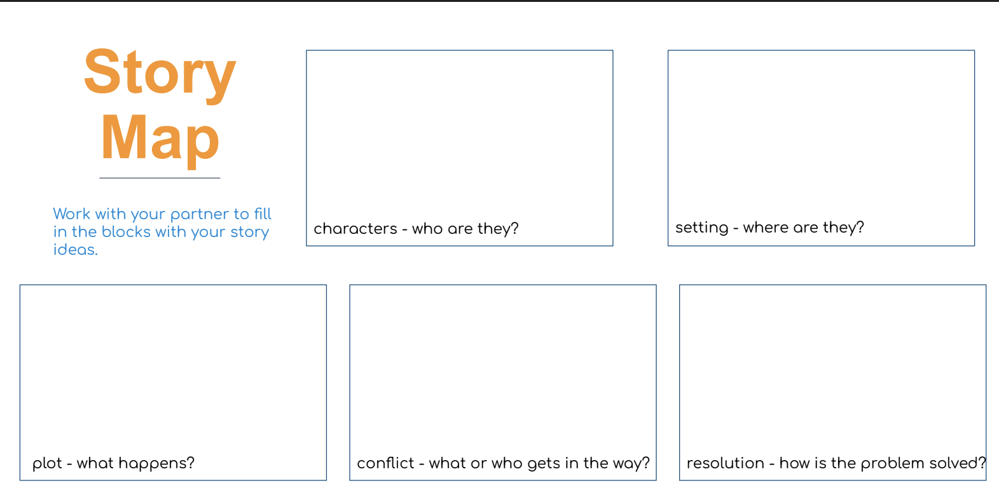 Story
Map
Work with your partner to fill
in the blocks with your story
ideas.
characters - who are they?
setting - where are they?
plot - what happens?
conflict - what or who gets in the way?
resolution - how is the problem solved?